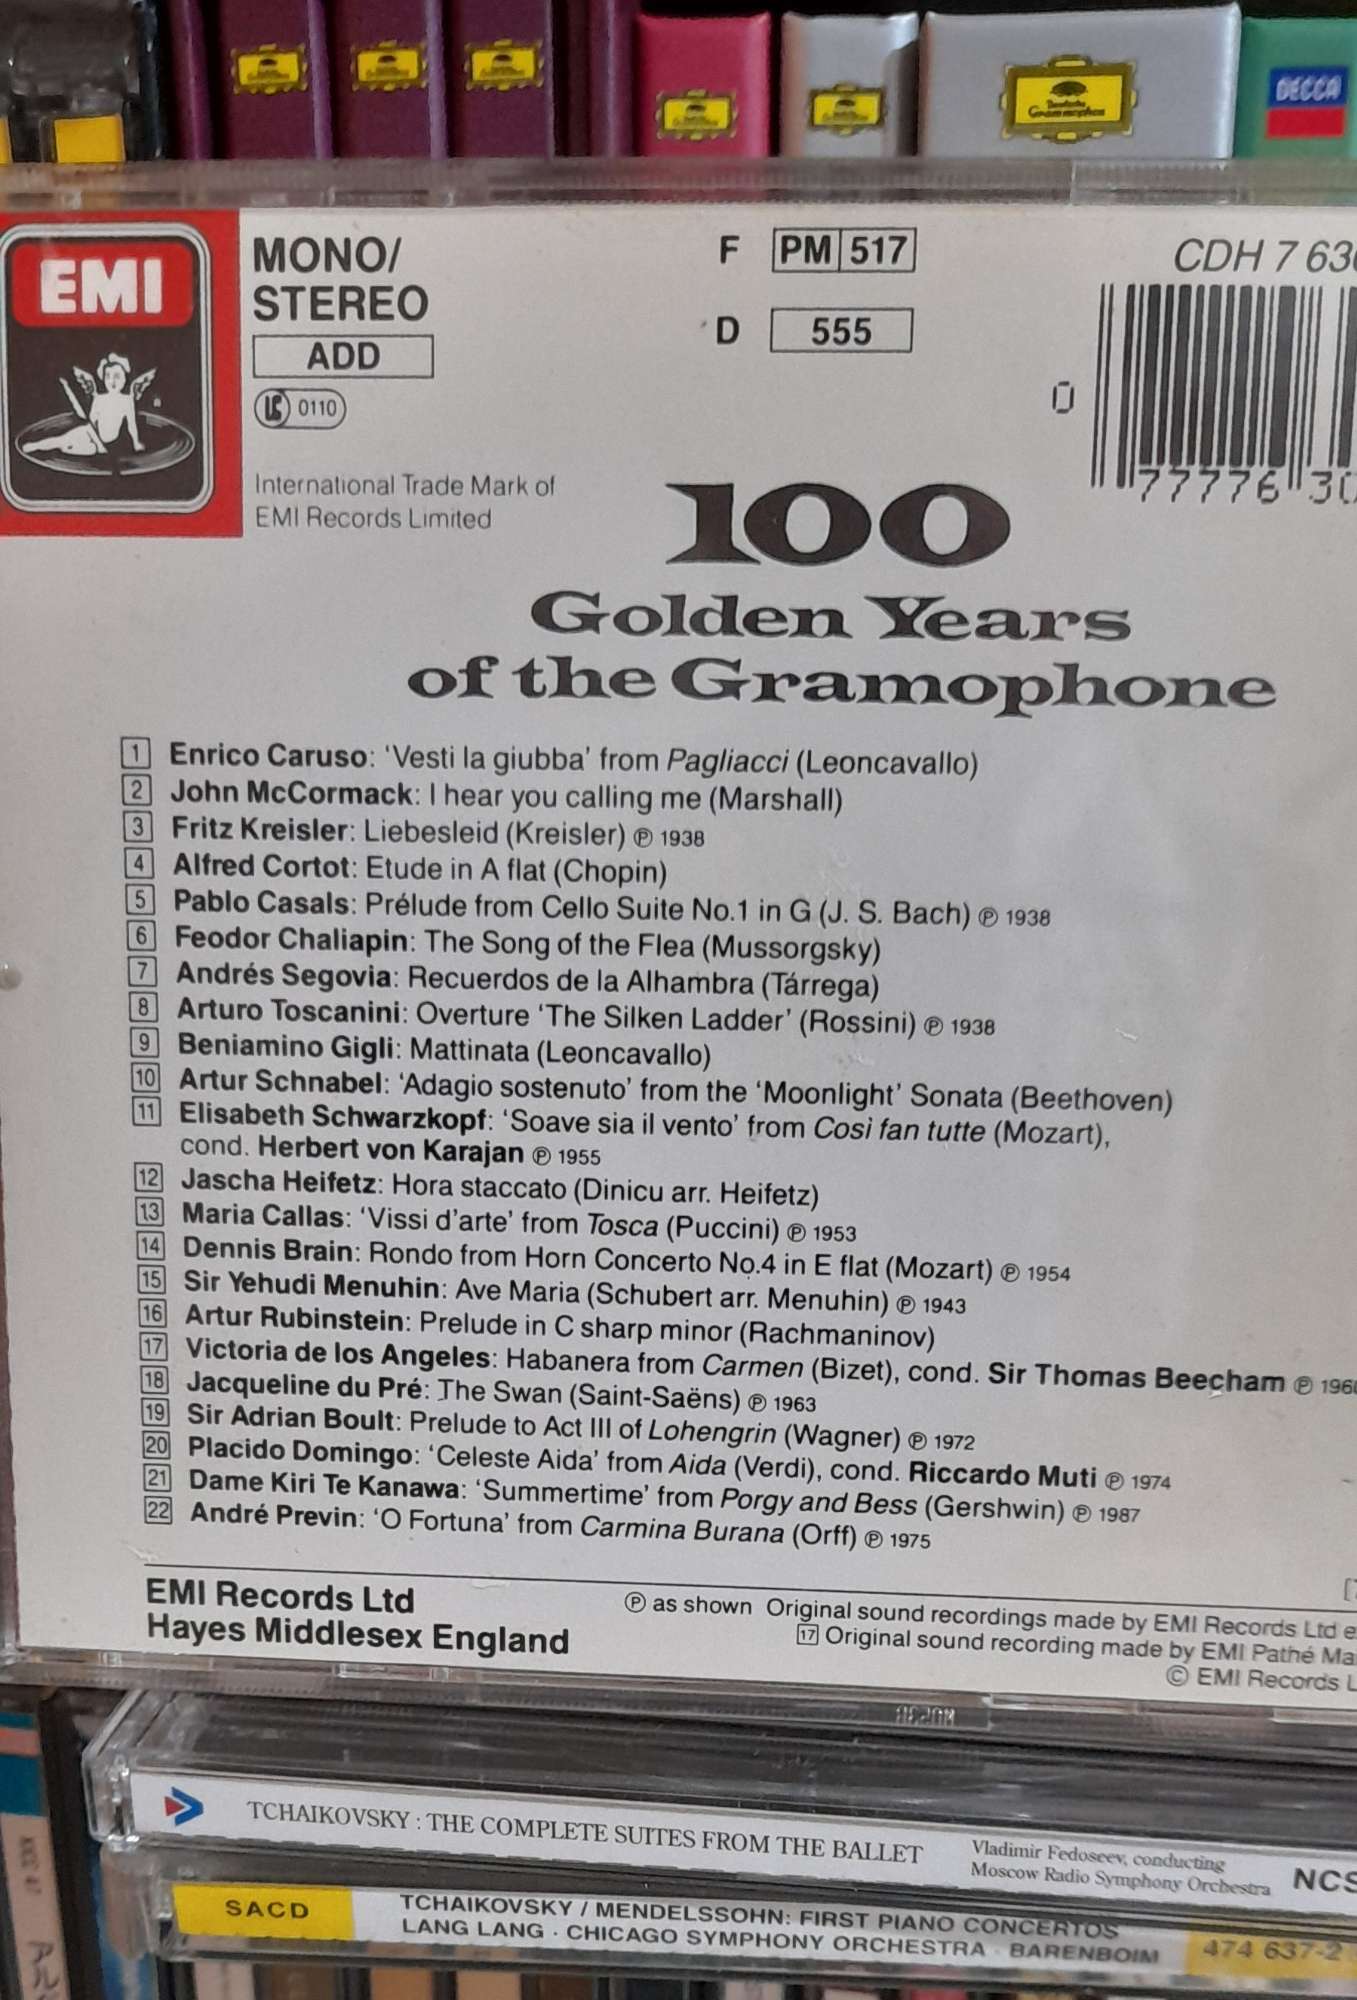 Deutsche
Grammophon
DECCA
EMI
MONO/
STEREO
ADD
LC 0110
International Trade Mark of
EMI Records Limited
F PM 517
D 555
CDH 7 63
0
77776 30
100
Golden Years
of the Gramophone
1 Enrico Caruso: ‘Vesti la giubba’ from Pagliacci (Leoncavallo)
2 John McCormack: I hear you calling me (Marshall)
3 Fritz Kreisler: Liebesleid (Kreisler) ℗ 1938
4 Alfred Cortot: Etude in A flat (Chopin)
5 Pablo Casals: Prélude from Cello Suite No.1 in G (J. S. Bach) ℗ 1938
6 Feodor Chaliapin: The Song of the Flea (Mussorgsky)
7 Andrés Segovia: Recuerdos de la Alhambra (Tárrega)
8 Arturo Toscanini: Overture ‘The Silken Ladder’ (Rossini) ℗ 1938
9 Beniamino Gigli: Mattinata (Leoncavallo)
10 Artur Schnabel: ‘Adagio sostenuto’ from the ‘Moonlight’ Sonata (Beethoven)
11 Elisabeth Schwarzkopf: ‘Soave sia il vento’ from Così fan tutte (Mozart),
cond. Herbert von Karajan ℗ 1955
12 Jascha Heifetz: Hora staccato (Dinicu arr. Heifetz)
13 Maria Callas: ‘Vissi d’arte’ from Tosca (Puccini) ℗ 1953
14 Dennis Brain: Rondo from Horn Concerto No.4 in E flat (Mozart) ℗ 1954
15 Sir Yehudi Menuhin: Ave Maria (Schubert arr. Menuhin) ℗ 1943
16 Artur Rubinstein: Prelude in C sharp minor (Rachmaninov)
17 Victoria de los Angeles: Habanera from Carmen (Bizet), cond. Sir Thomas Beecham ℗ 1960
18 Jacqueline du Pré: The Swan (Saint-Saëns) ℗ 1963
19 Sir Adrian Boult: Prelude to Act III of Lohengrin (Wagner) ℗ 1972
20 Placido Domingo: ‘Celeste Aida’ from Aida (Verdi), cond. Riccardo Muti ℗ 1974
21 Dame Kiri Te Kanawa: ‘Summertime’ from Porgy and Bess (Gershwin) ℗ 1987
22 André Previn: ‘O Fortuna’ from Carmina Burana (Orff) ℗ 1975
EMI Records Ltd
Hayes Middlesex England
℗ as shown Original sound recordings made by EMI Records Ltd e
17 Original sound recording made by EMI Pathé Ma
© EMI Records L
TCHAIKOVSKY : THE COMPLETE SUITES FROM THE BALLET
Vladimir Fedoseev, conducting
Moscow Radio Symphony Orchestra
NCS
SACD
TCHAIKOVSKY / MENDELSSOHN: FIRST PIANO CONCERTOS
LANG LANG · CHICAGO SYMPHONY ORCHESTRA · BARENBOIM
474 637-2